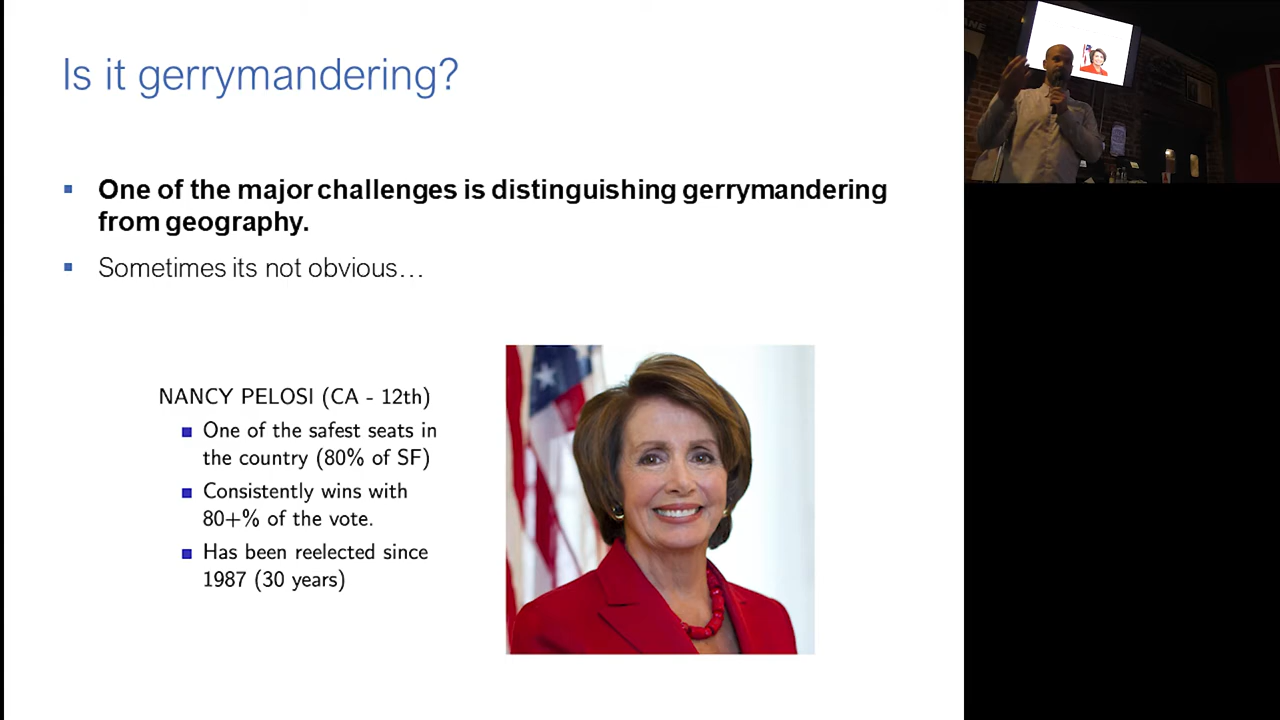 Is it gerrymandering?
One of the major challenges is distinguishing gerrymandering
from geography.
Sometimes its not obvious…
NANCY PELOSI (CA - 12th)
One of the safest seats in
the country (80% of SF)
Consistently wins with
80+% of the vote.
Has been reelected since
1987 (30 years)